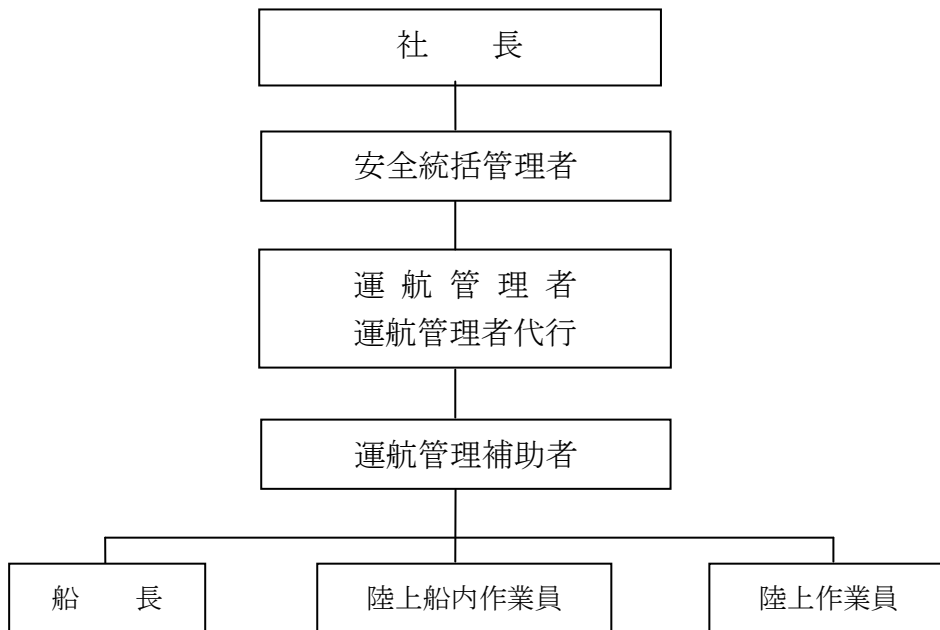 社　　長
安全統括管理者
運 航 管 理 者
運航管理者代行
運航管理補助者
船　　長
陸上船内作業員
陸上作業員